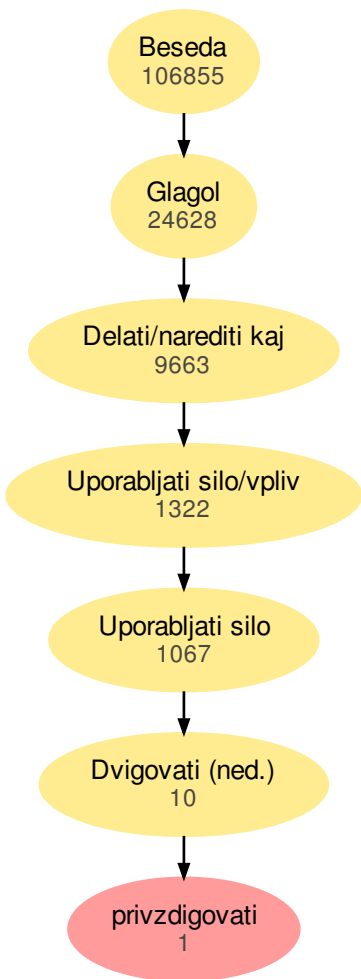 Beseda
106855
Glagol
24628
Delati/narediti kaj
9663
Uporabljati silo/vpliv
1322
Uporabljati silo
1067
Dvigovati (ned.)
10
privzdigovati
1